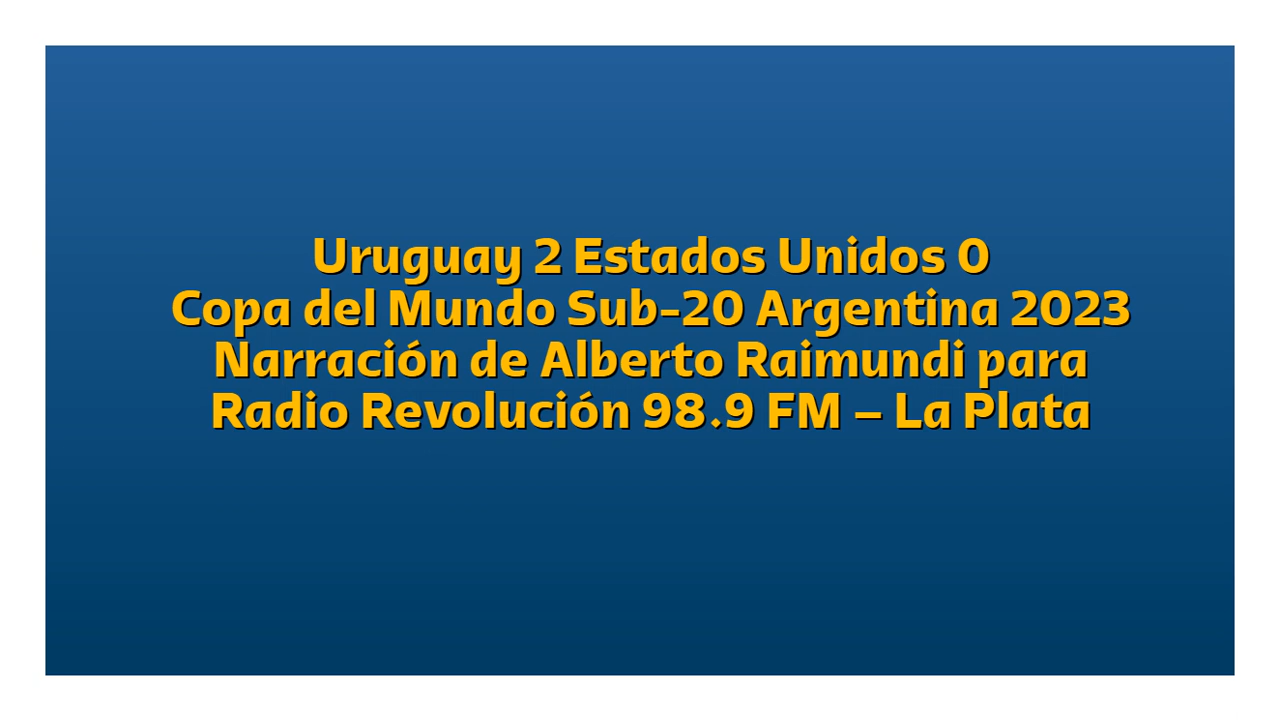 Uruguay 2 Estados Unidos 0
Copa del Mundo Sub-20 Argentina 2023
Narración de Alberto Raimundi para
Radio Revolución 98.9 FM – La Plata